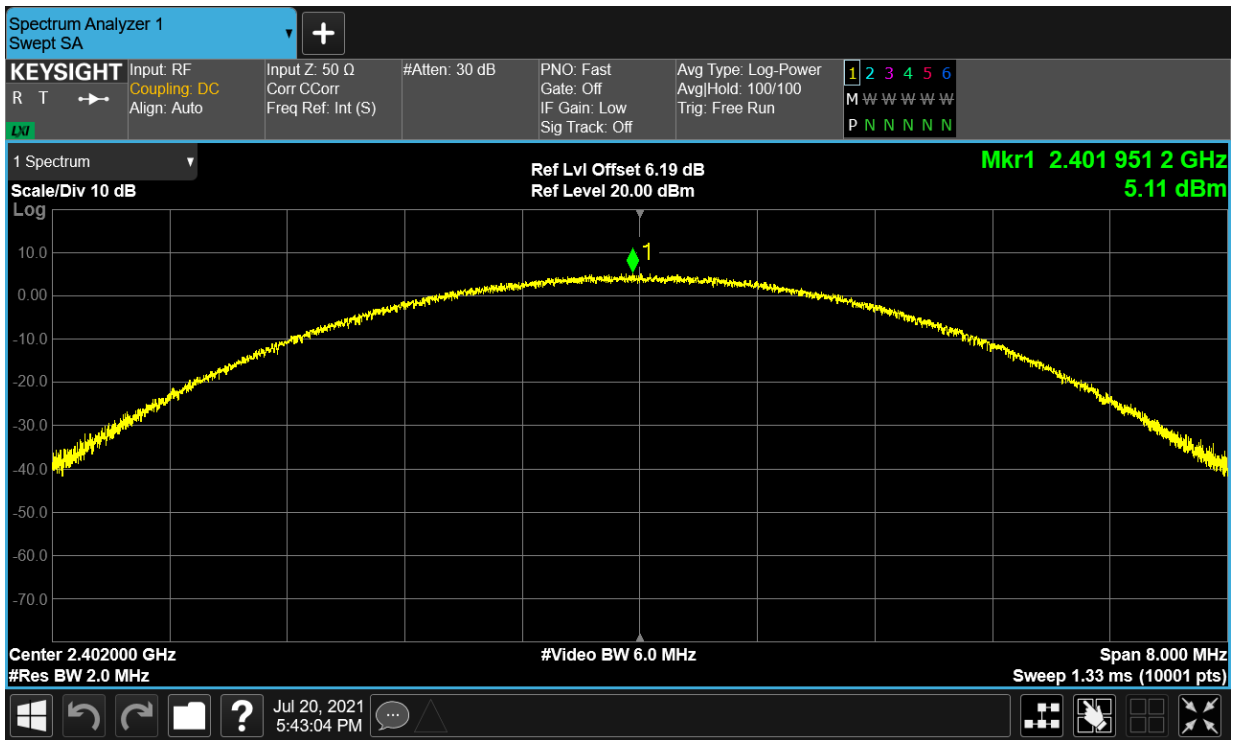 Spectrum Analyzer 1
Swept SA
KEYSIGHT
R T
LXI
Input: RF
Coupling: DC
Align: Auto
Input Z: 50 Ω
Corr CCorr
Freq Ref: Int (S)
#Atten: 30 dB
PNO: Fast
Gate: Off
IF Gain: Low
Sig Track: Off
Avg Type: Log-Power
Avg|Hold: 100/100
Trig: Free Run
1 2 3 4 5 6
M W W W W W
P N N N N N
1 Spectrum
Scale/Div 10 dB
Ref Lvl Offset 6.19 dB
Ref Level 20.00 dBm
Mkr1 2.401 951 2 GHz
5.11 dBm
Log
1
10.0
0.00
-10.0
-20.0
-30.0
-40.0
-50.0
-60.0
-70.0
Center 2.402000 GHz
#Res BW 2.0 MHz
#Video BW 6.0 MHz
Span 8.000 MHz
Sweep 1.33 ms (10001 pts)
?
Jul 20, 2021
5:43:04 PM